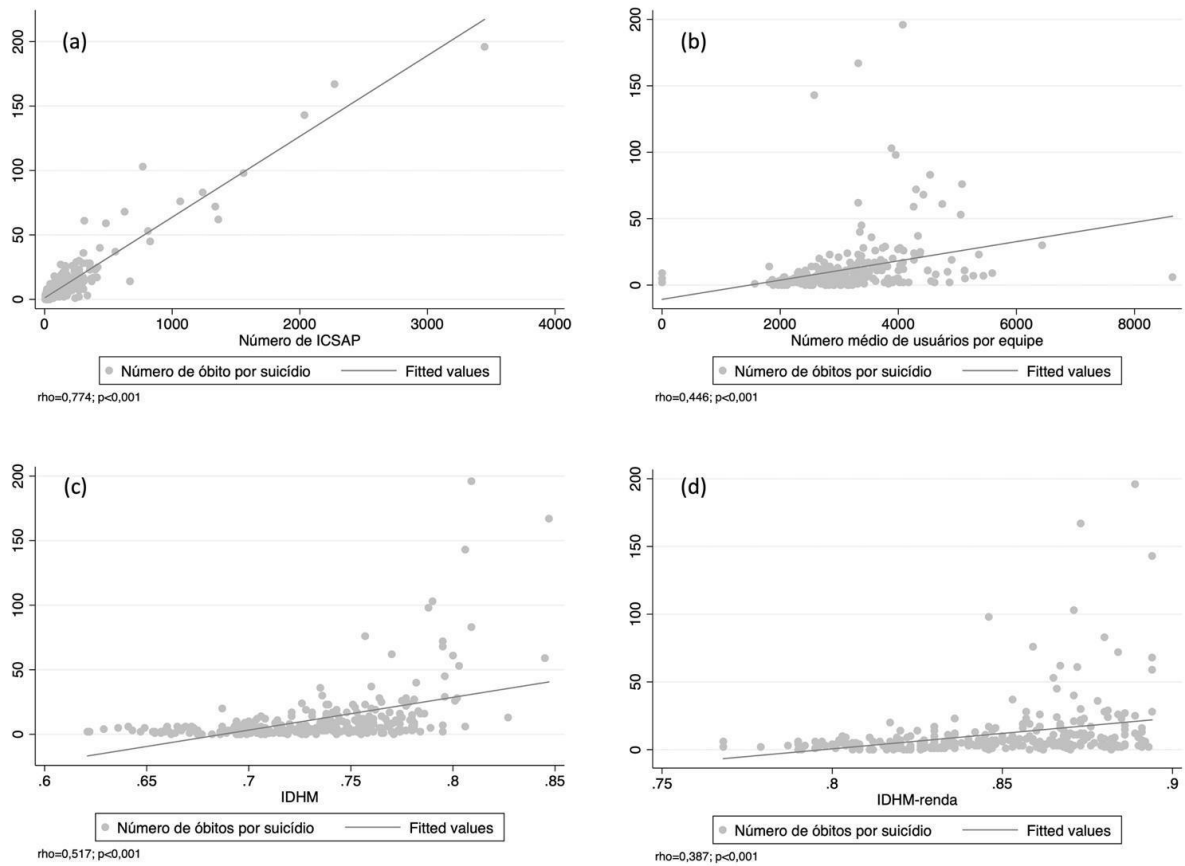 (a)
200
150
100
50
0
0 1000 2000 3000 4000
Número de ICSAP
Número de óbito por suicídio Fitted values
rho=0,774; p<0,001
(b)
200
150
100
50
0
0 2000 4000 6000 8000
Número médio de usuários por equipe
Número de óbitos por suicídio Fitted values
rho=0,446; p<0,001
(c)
200
150
100
50
0
.6 .65 .7 .75 .8 .85
IDHM
Número de óbitos por suicídio Fitted values
rho=0,517; p<0,001
(d)
200
150
100
50
0
.75 .8 .85 .9
IDHM-renda
Número de óbitos por suicídio Fitted values
rho=0,387; p<0,001